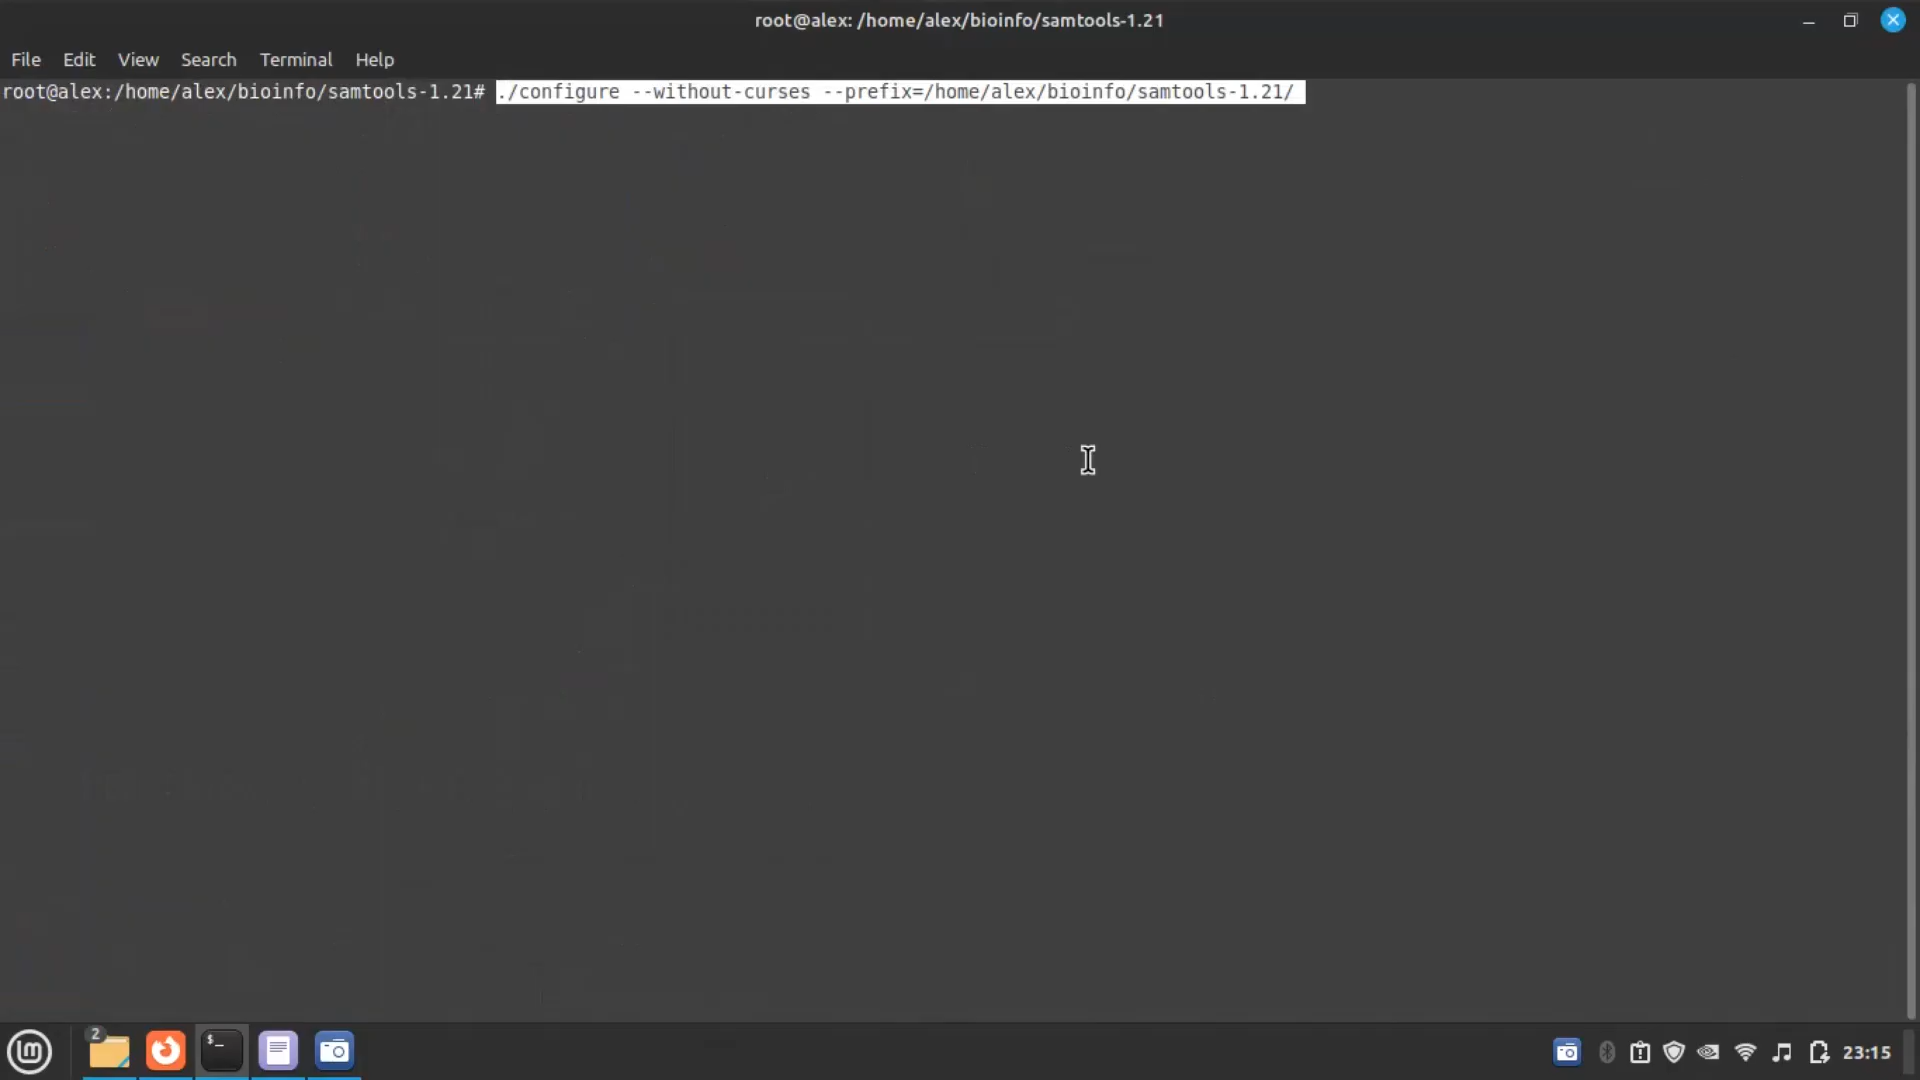 root@alex: /home/alex/bioinfo/samtools-1.21
File Edit View Search Terminal Help
root@alex:/home/alex/bioinfo/samtools-1.21# ./configure --without-curses --prefix=/home/alex/bioinfo/samtools-1.21/
2
$_
23:15